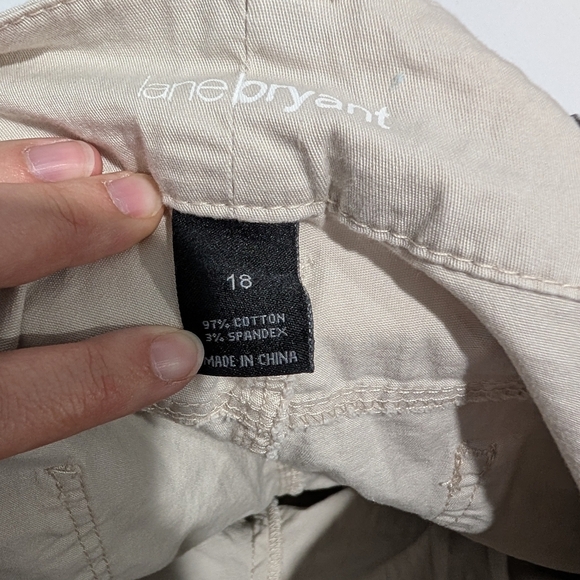 lanebryant
18
97% COTTON
3% SPANDEX
MADE IN CHINA